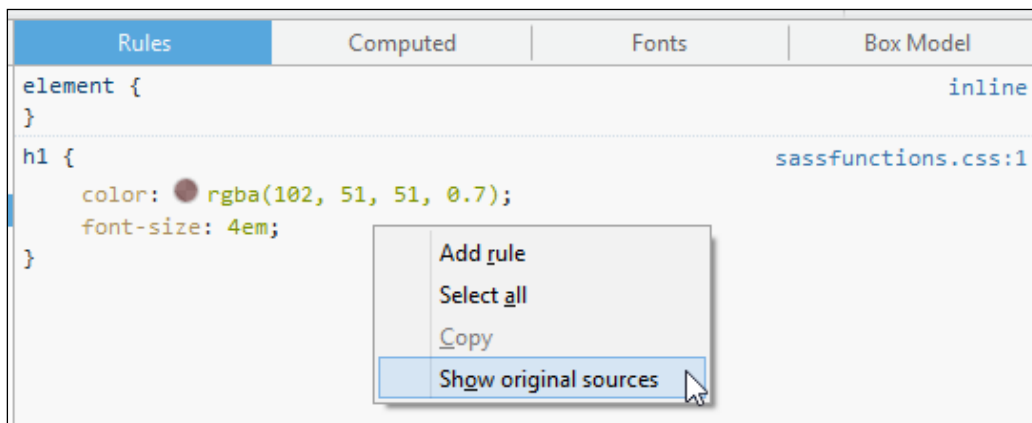 Rules Computed Fonts Box Model
element { inline
}
h1 { sassfunctions.css:1
color: rgba(102, 51, 51, 0.7);
font-size: 4em;
}
Add rule
Select all
Copy
Show original sources